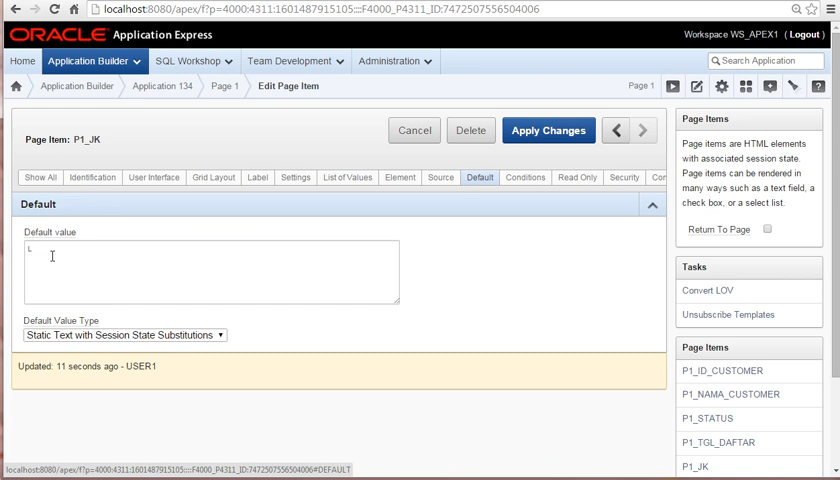 localhost:8080/apex/f?p=4000:4311:1601487915105::::F4000_P4311_ID:7472507556504006
ORACLE Application Express
Workspace WS_APEX1 ( Logout )
Home
Application Builder
SQL Workshop
Team Development
Administration
Search Application
Application Builder
Application 134
Page 1
Edit Page Item
Page 1
Page Item: P1_JK
Cancel
Delete
Apply Changes
Show All
Identification
User Interface
Grid Layout
Label
Settings
List of Values
Element
Source
Default
Conditions
Read Only
Security
Con
Default
Default value
L
Default Value Type
Static Text with Session State Substitutions
Updated: 11 seconds ago - USER1
Page Items
Page items are HTML elements
with associated session state.
Page items can be rendered in
many ways such as a text field, a
check box, or a select list.
Return To Page
Tasks
Convert LOV
Unsubscribe Templates
Page Items
P1_ID_CUSTOMER
P1_NAMA_CUSTOMER
P1_STATUS
P1_TGL_DAFTAR
P1_JK
localhost:8080/apex/f?p=4000:4311:1601487915105::::F4000_P4311_ID:7472507556504006#DEFAULT